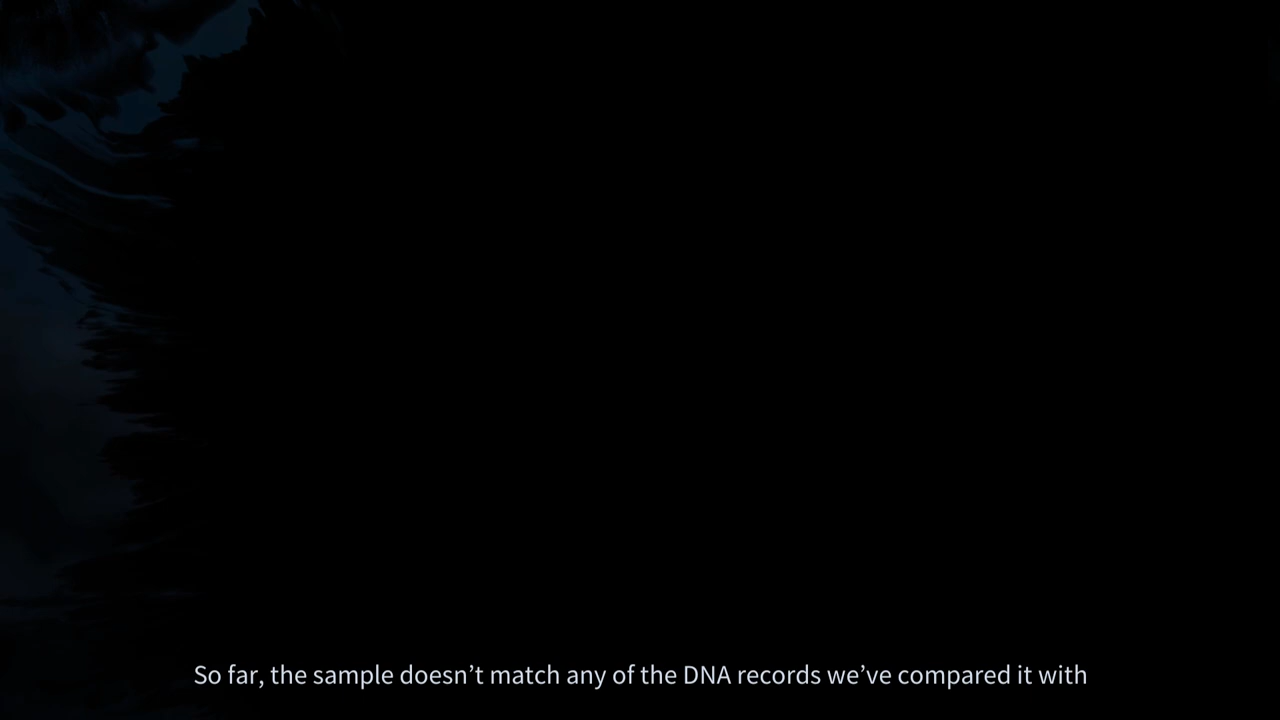 So far, the sample doesn’t match any of the DNA records we’ve compared it with